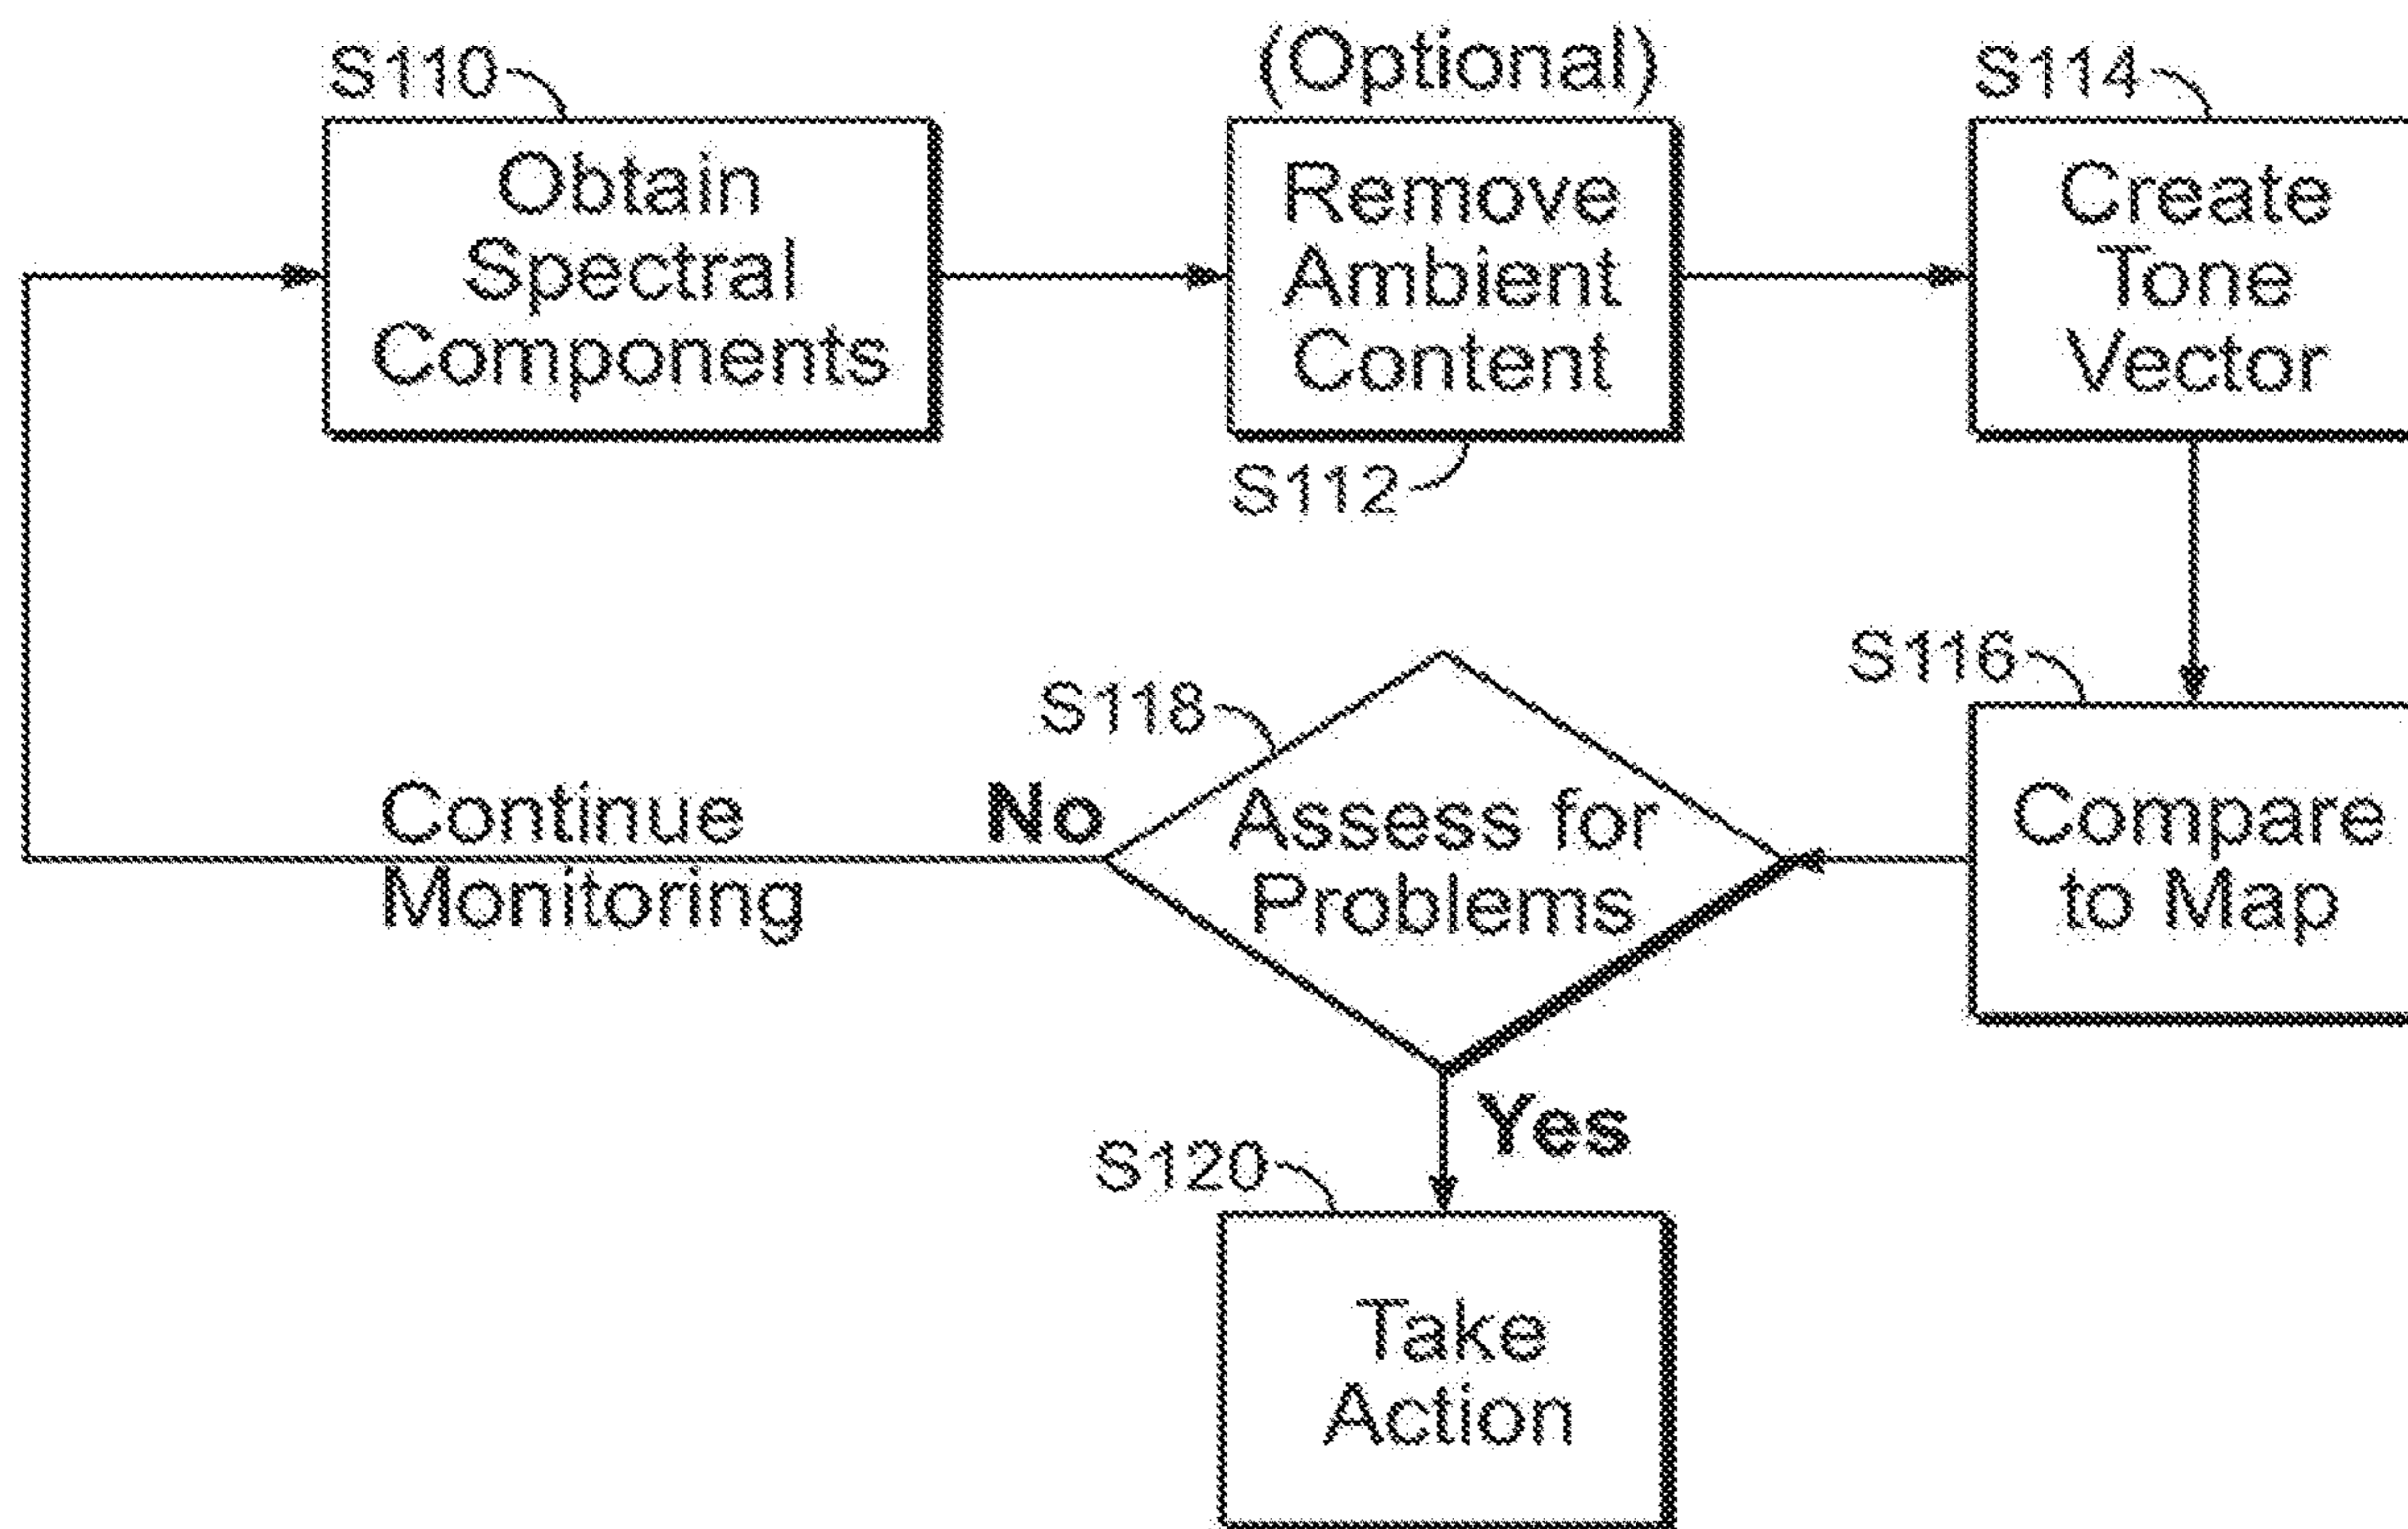 S110
Obtain
Spectral
Components
(Optional)
Remove
Ambient
Content
S112
S114
Create
Tone
Vector
S116
Compare
to Map
S118
Assess for
Problems
No
Continue
Monitoring
Yes
S120
Take
Action